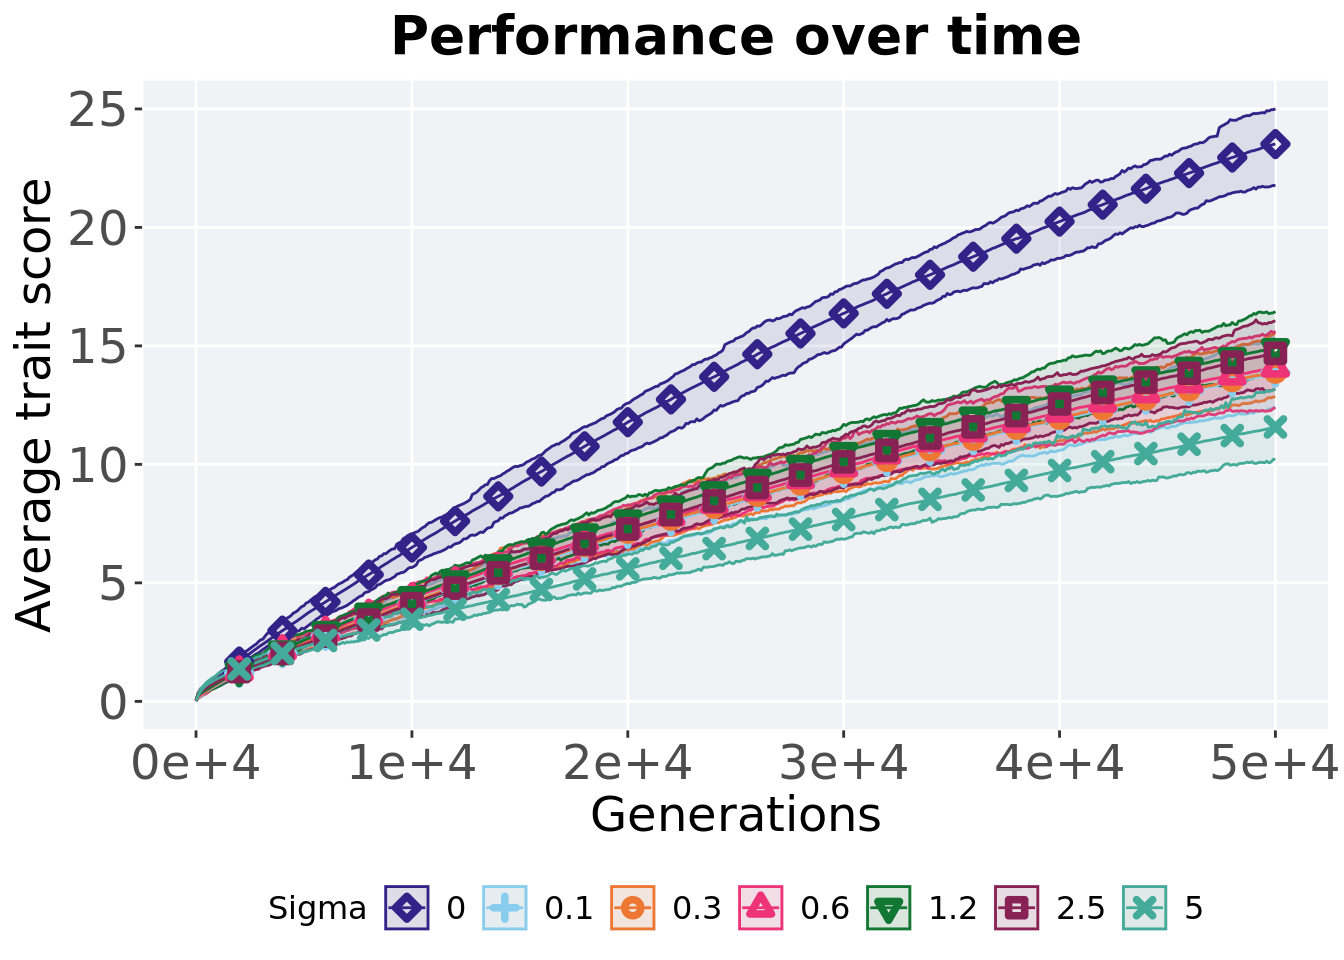 Performance over time
Average trait score
25
20
15
10
5
0
0e+4 1e+4 2e+4 3e+4 4e+4 5e+4
Generations
Sigma 0 0.1 0.3 0.6 1.2 2.5 5